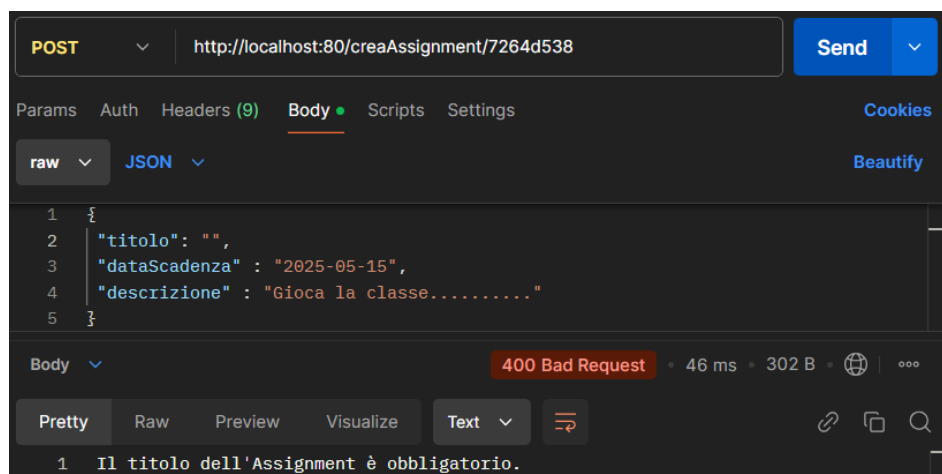 POST http://localhost:80/creaAssignment/7264d538 Send
Params Auth Headers (9) Body Scripts Settings Cookies
raw JSON Beautify
1 {
2 "titolo": "",
3 "dataScadenza" : "2025-05-15",
4 "descrizione" : "Gioca la classe.........."
5 }
Body 400 Bad Request 46 ms 302 B
Pretty Raw Preview Visualize Text
1 Il titolo dell'Assignment è obbligatorio.